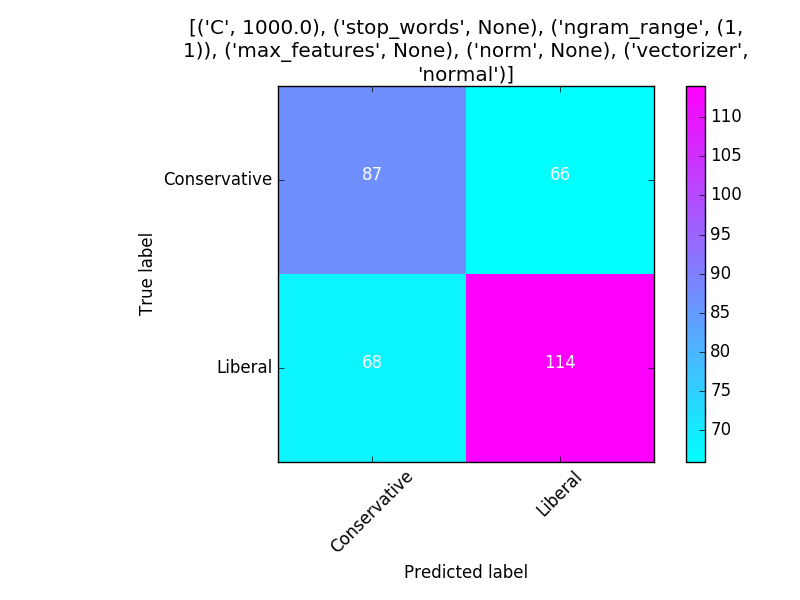 [('C', 1000.0), ('stop_words', None), ('ngram_range', (1,
1)), ('max_features', None), ('norm', None), ('vectorizer',
'normal')]
Conservative
87
66
Liberal
68
114
True label
Conservative
Liberal
Predicted label
110
105
100
95
90
85
80
75
70